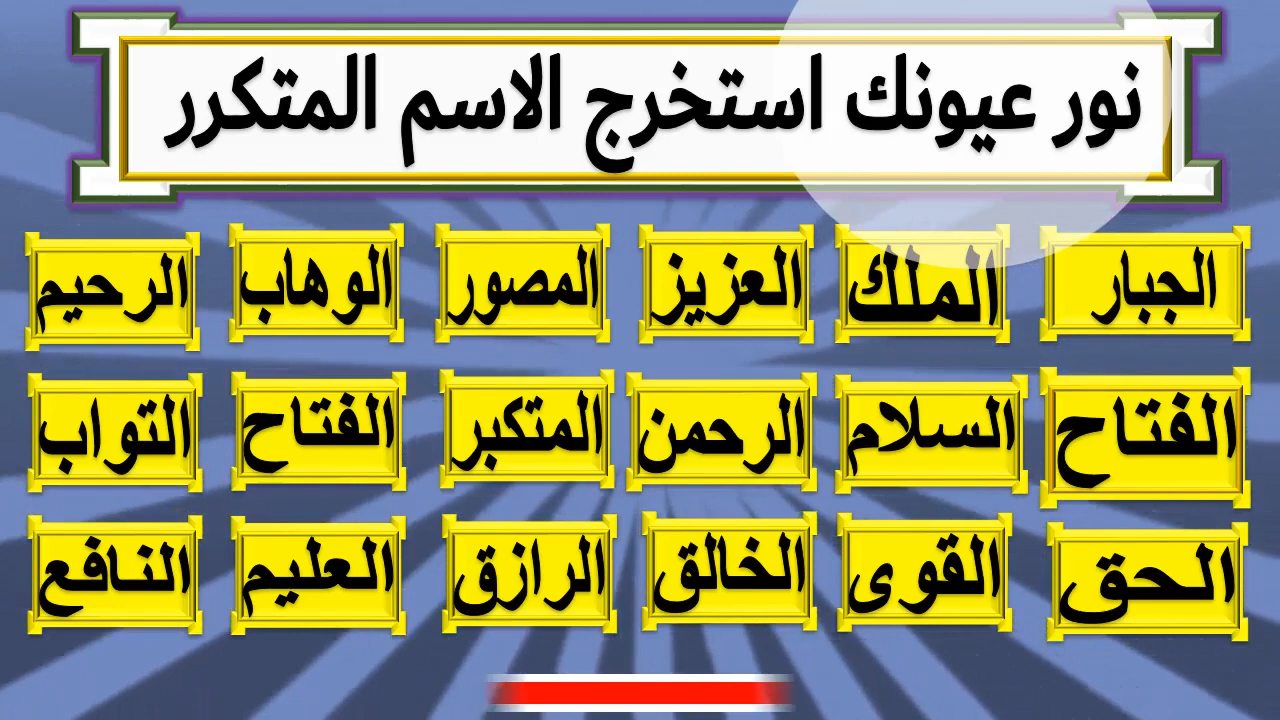 نور عيونك استخرج الاسم المتكرر
الجبار الملك العزيز المصور الوهاب الرحيم
الفتاح السلام الرحمن المتكبر الفتاح التواب
الحق القوى الخالق الرازق العليم النافع